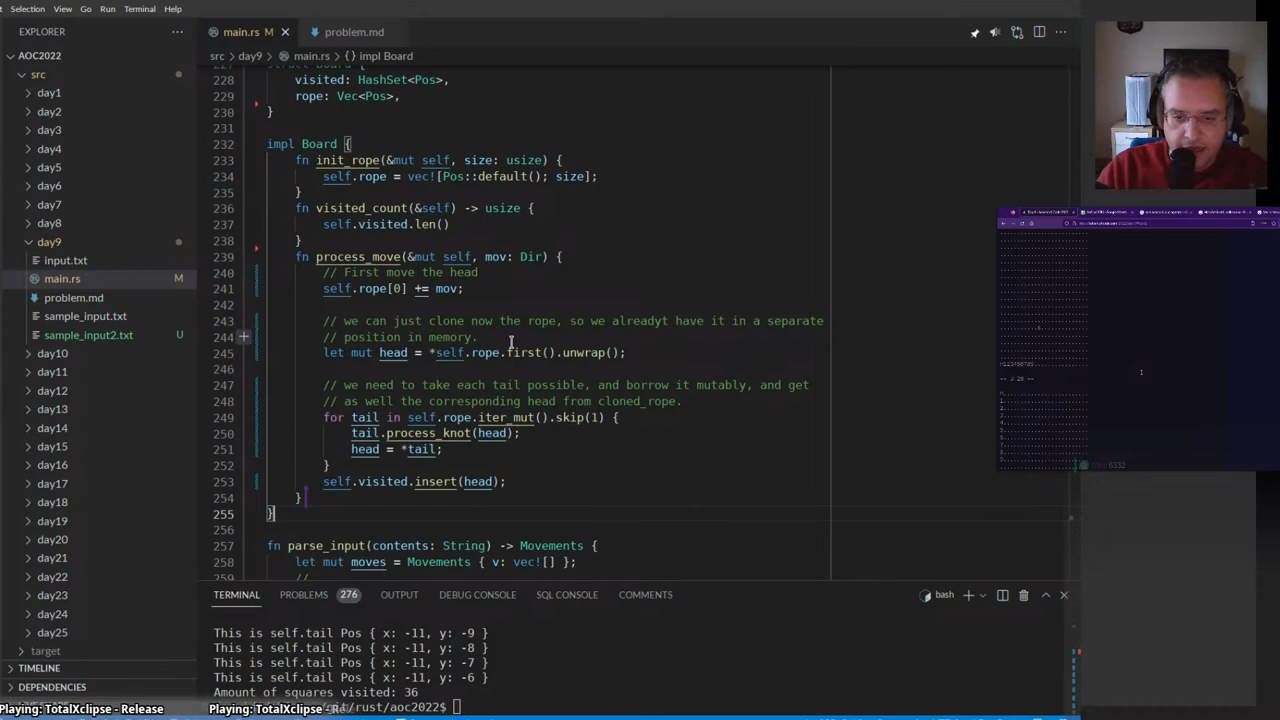 Selection View Go Run Terminal Help
EXPLORER
AOC2022
src
day1
day2
day3
day4
day5
day6
day7
day8
day9
input.txt
main.rs M
problem.md
sample_input.txt
sample_input2.txt U
day10
day11
day12
day13
day14
day15
day16
day17
day18
day19
day20
day21
day22
day23
day24
day25
target
TIMELINE
DEPENDENCIES
main.rs M
problem.md
src > day9 > main.rs > {} impl Board
228 visited: HashSet<Pos>,
229 rope: Vec<Pos>,
230 }
231
232 impl Board {
233 fn init_rope(&mut self, size: usize) {
234 self.rope = vec![Pos::default(); size];
235 }
236 fn visited_count(&self) -> usize {
237 self.visited.len()
238 }
239 fn process_move(&mut self, mov: Dir) {
240 // First move the head
241 self.rope[0] += mov;
242
243 // we can just clone now the rope, so we alreadyt have it in a separate
244 // position in memory.
245 let mut head = *self.rope.first().unwrap();
246
247 // we need to take each tail possible, and borrow it mutably, and get
248 // as well the corresponding head from cloned_rope.
249 for tail in self.rope.iter_mut().skip(1) {
250 tail.process_knot(head);
251 head = *tail;
252 }
253 self.visited.insert(head);
254 }
255 }
256
257 fn parse_input(contents: String) -> Movements {
258 let mut moves = Movements { v: vec![] };
259 //
TERMINAL PROBLEMS 276 OUTPUT DEBUG CONSOLE SQL CONSOLE COMMENTS
bash
This is self.tail Pos { x: -11, y: -9 }
This is self.tail Pos { x: -11, y: -8 }
This is self.tail Pos { x: -11, y: -7 }
This is self.tail Pos { x: -11, y: -6 }
Amount of squares visited: 36
/git/rust/aoc2022$
Playing: TotalXclipse - Release
Playing: TotalXclipse -